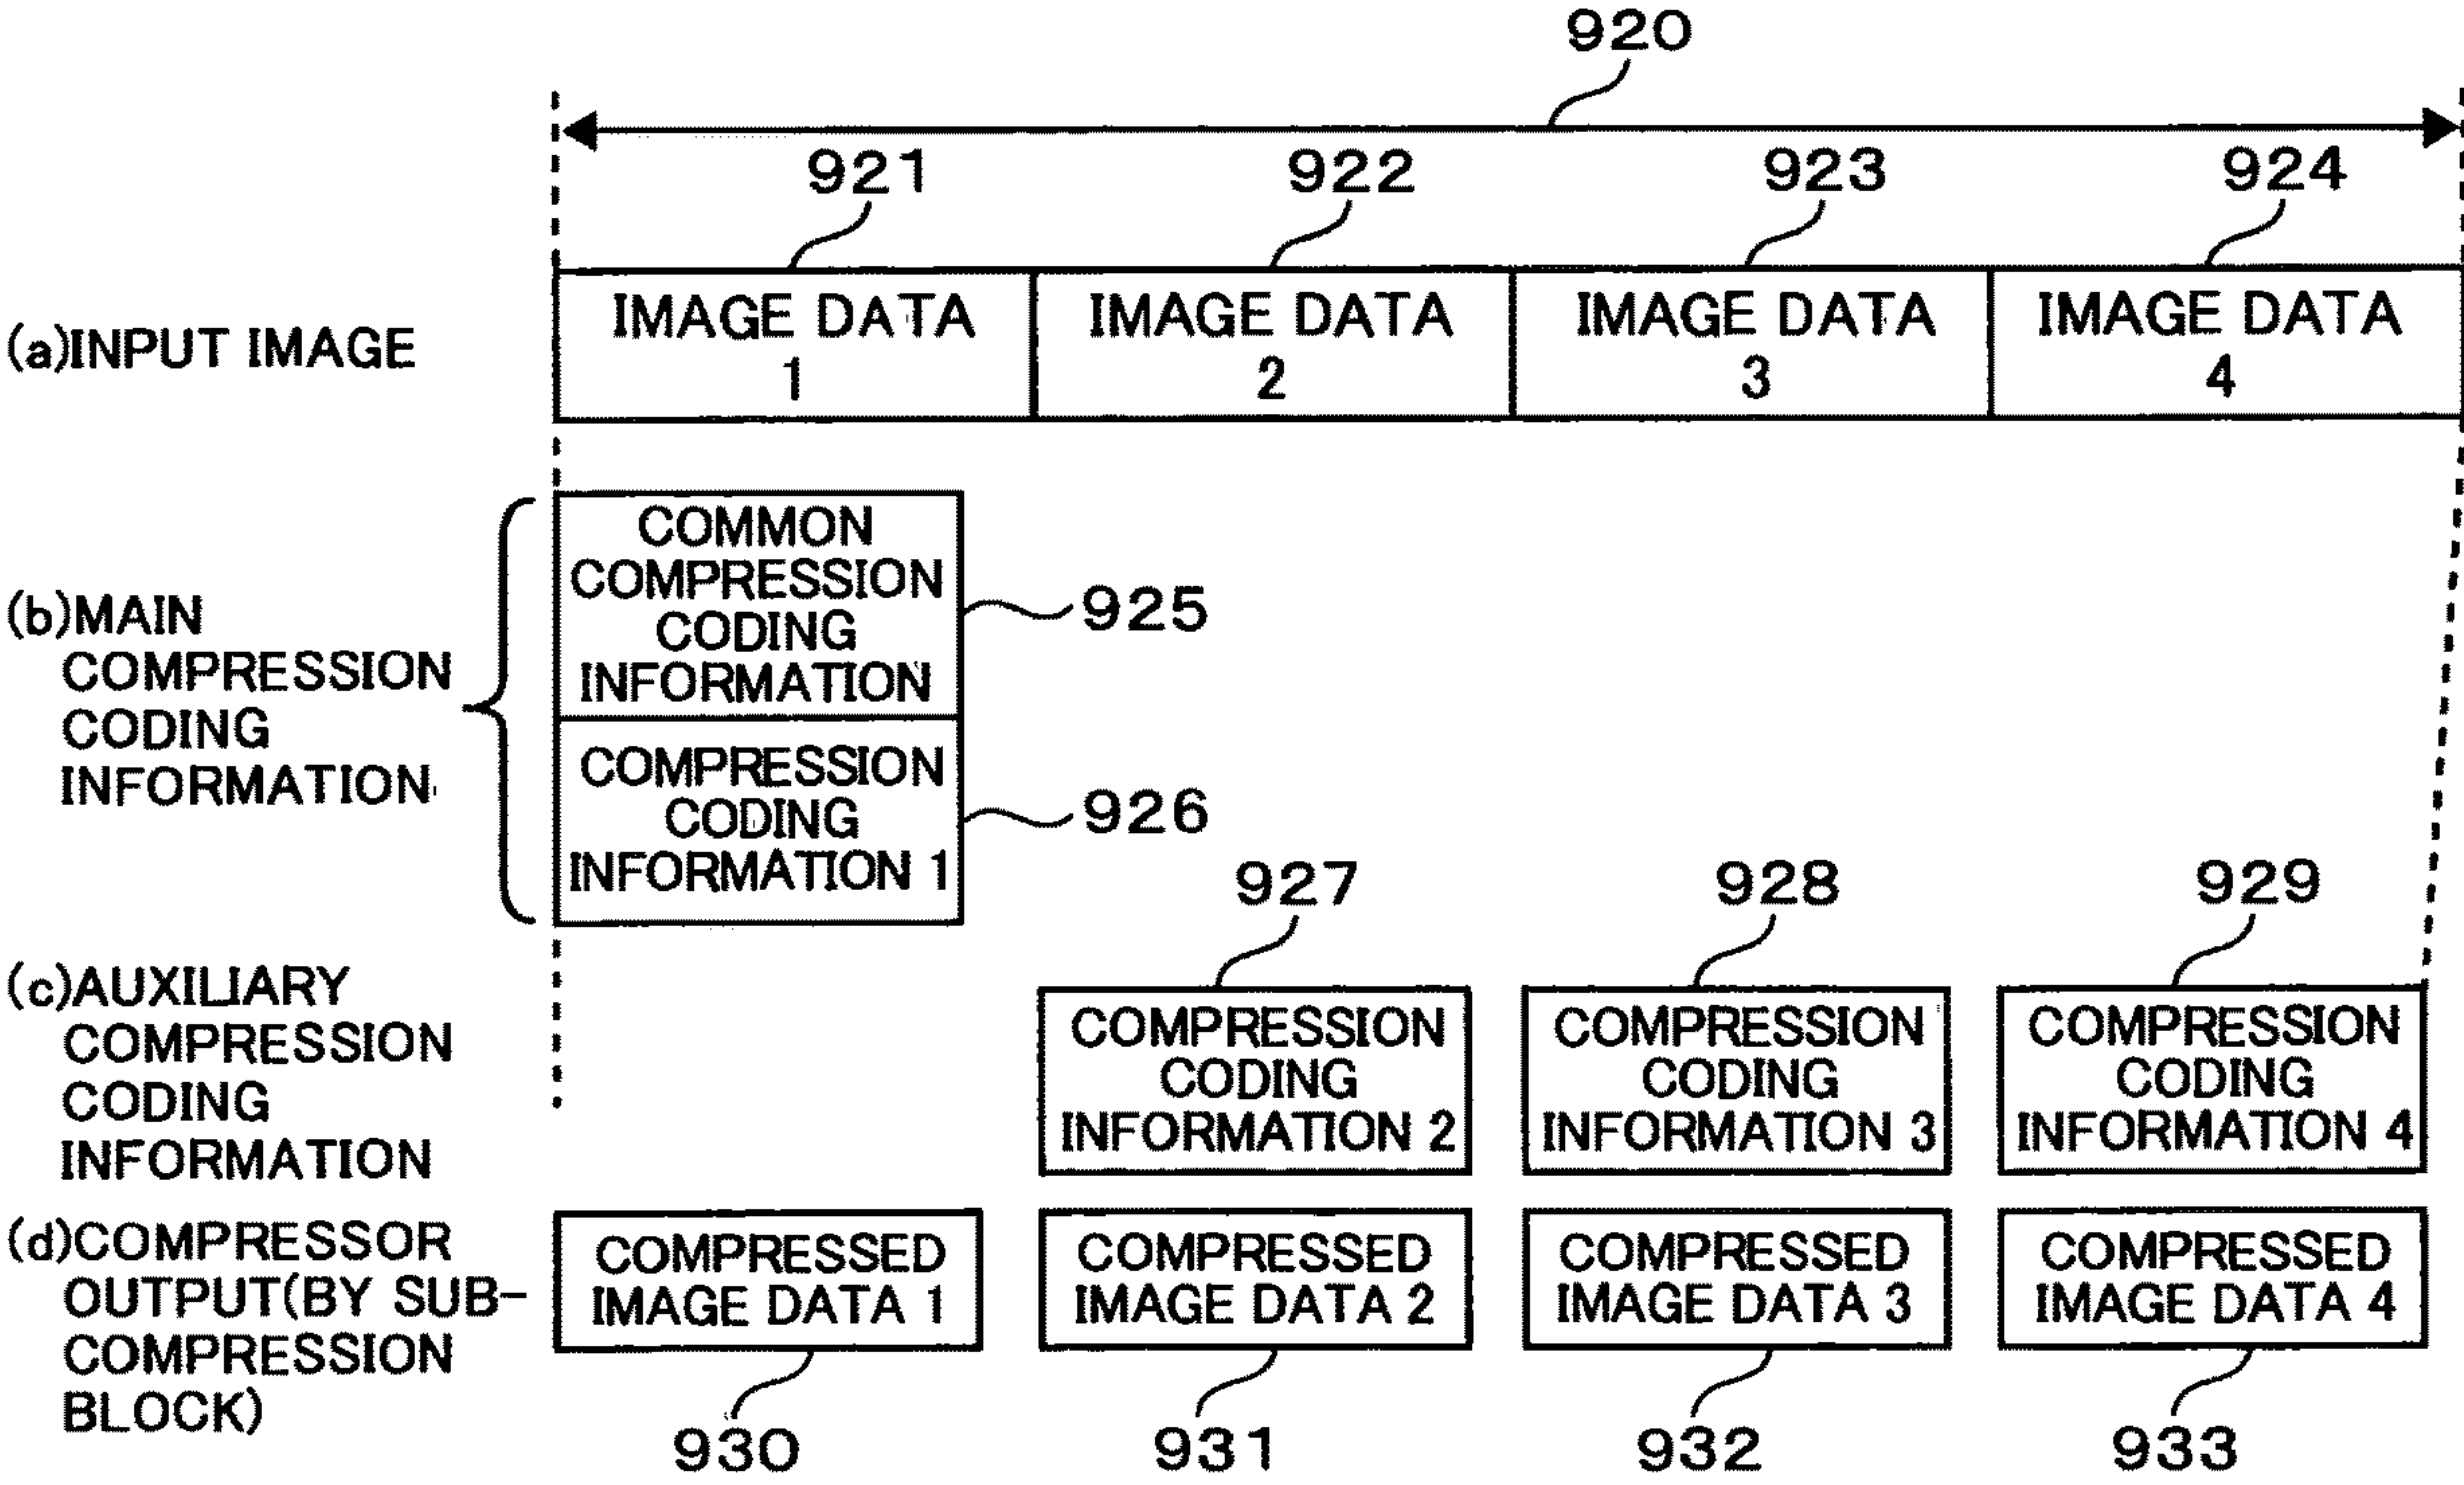 920
921 922 923 924
(a)INPUT IMAGE
IMAGE DATA
1
IMAGE DATA
2
IMAGE DATA
3
IMAGE DATA
4
(b)MAIN
COMPRESSION
CODING
INFORMATION
COMMON
COMPRESSION
CODING
INFORMATION
925
COMPRESSION
CODING
INFORMATION 1
926
(c)AUXILIARY
COMPRESSION
CODING
INFORMATION
927 928 929
COMPRESSION
CODING
INFORMATION 2
COMPRESSION
CODING
INFORMATION 3
COMPRESSION
CODING
INFORMATION 4
(d)COMPRESSOR
OUTPUT(BY SUB-
COMPRESSION
BLOCK)
COMPRESSED
IMAGE DATA 1
COMPRESSED
IMAGE DATA 2
COMPRESSED
IMAGE DATA 3
COMPRESSED
IMAGE DATA 4
930 931 932 933